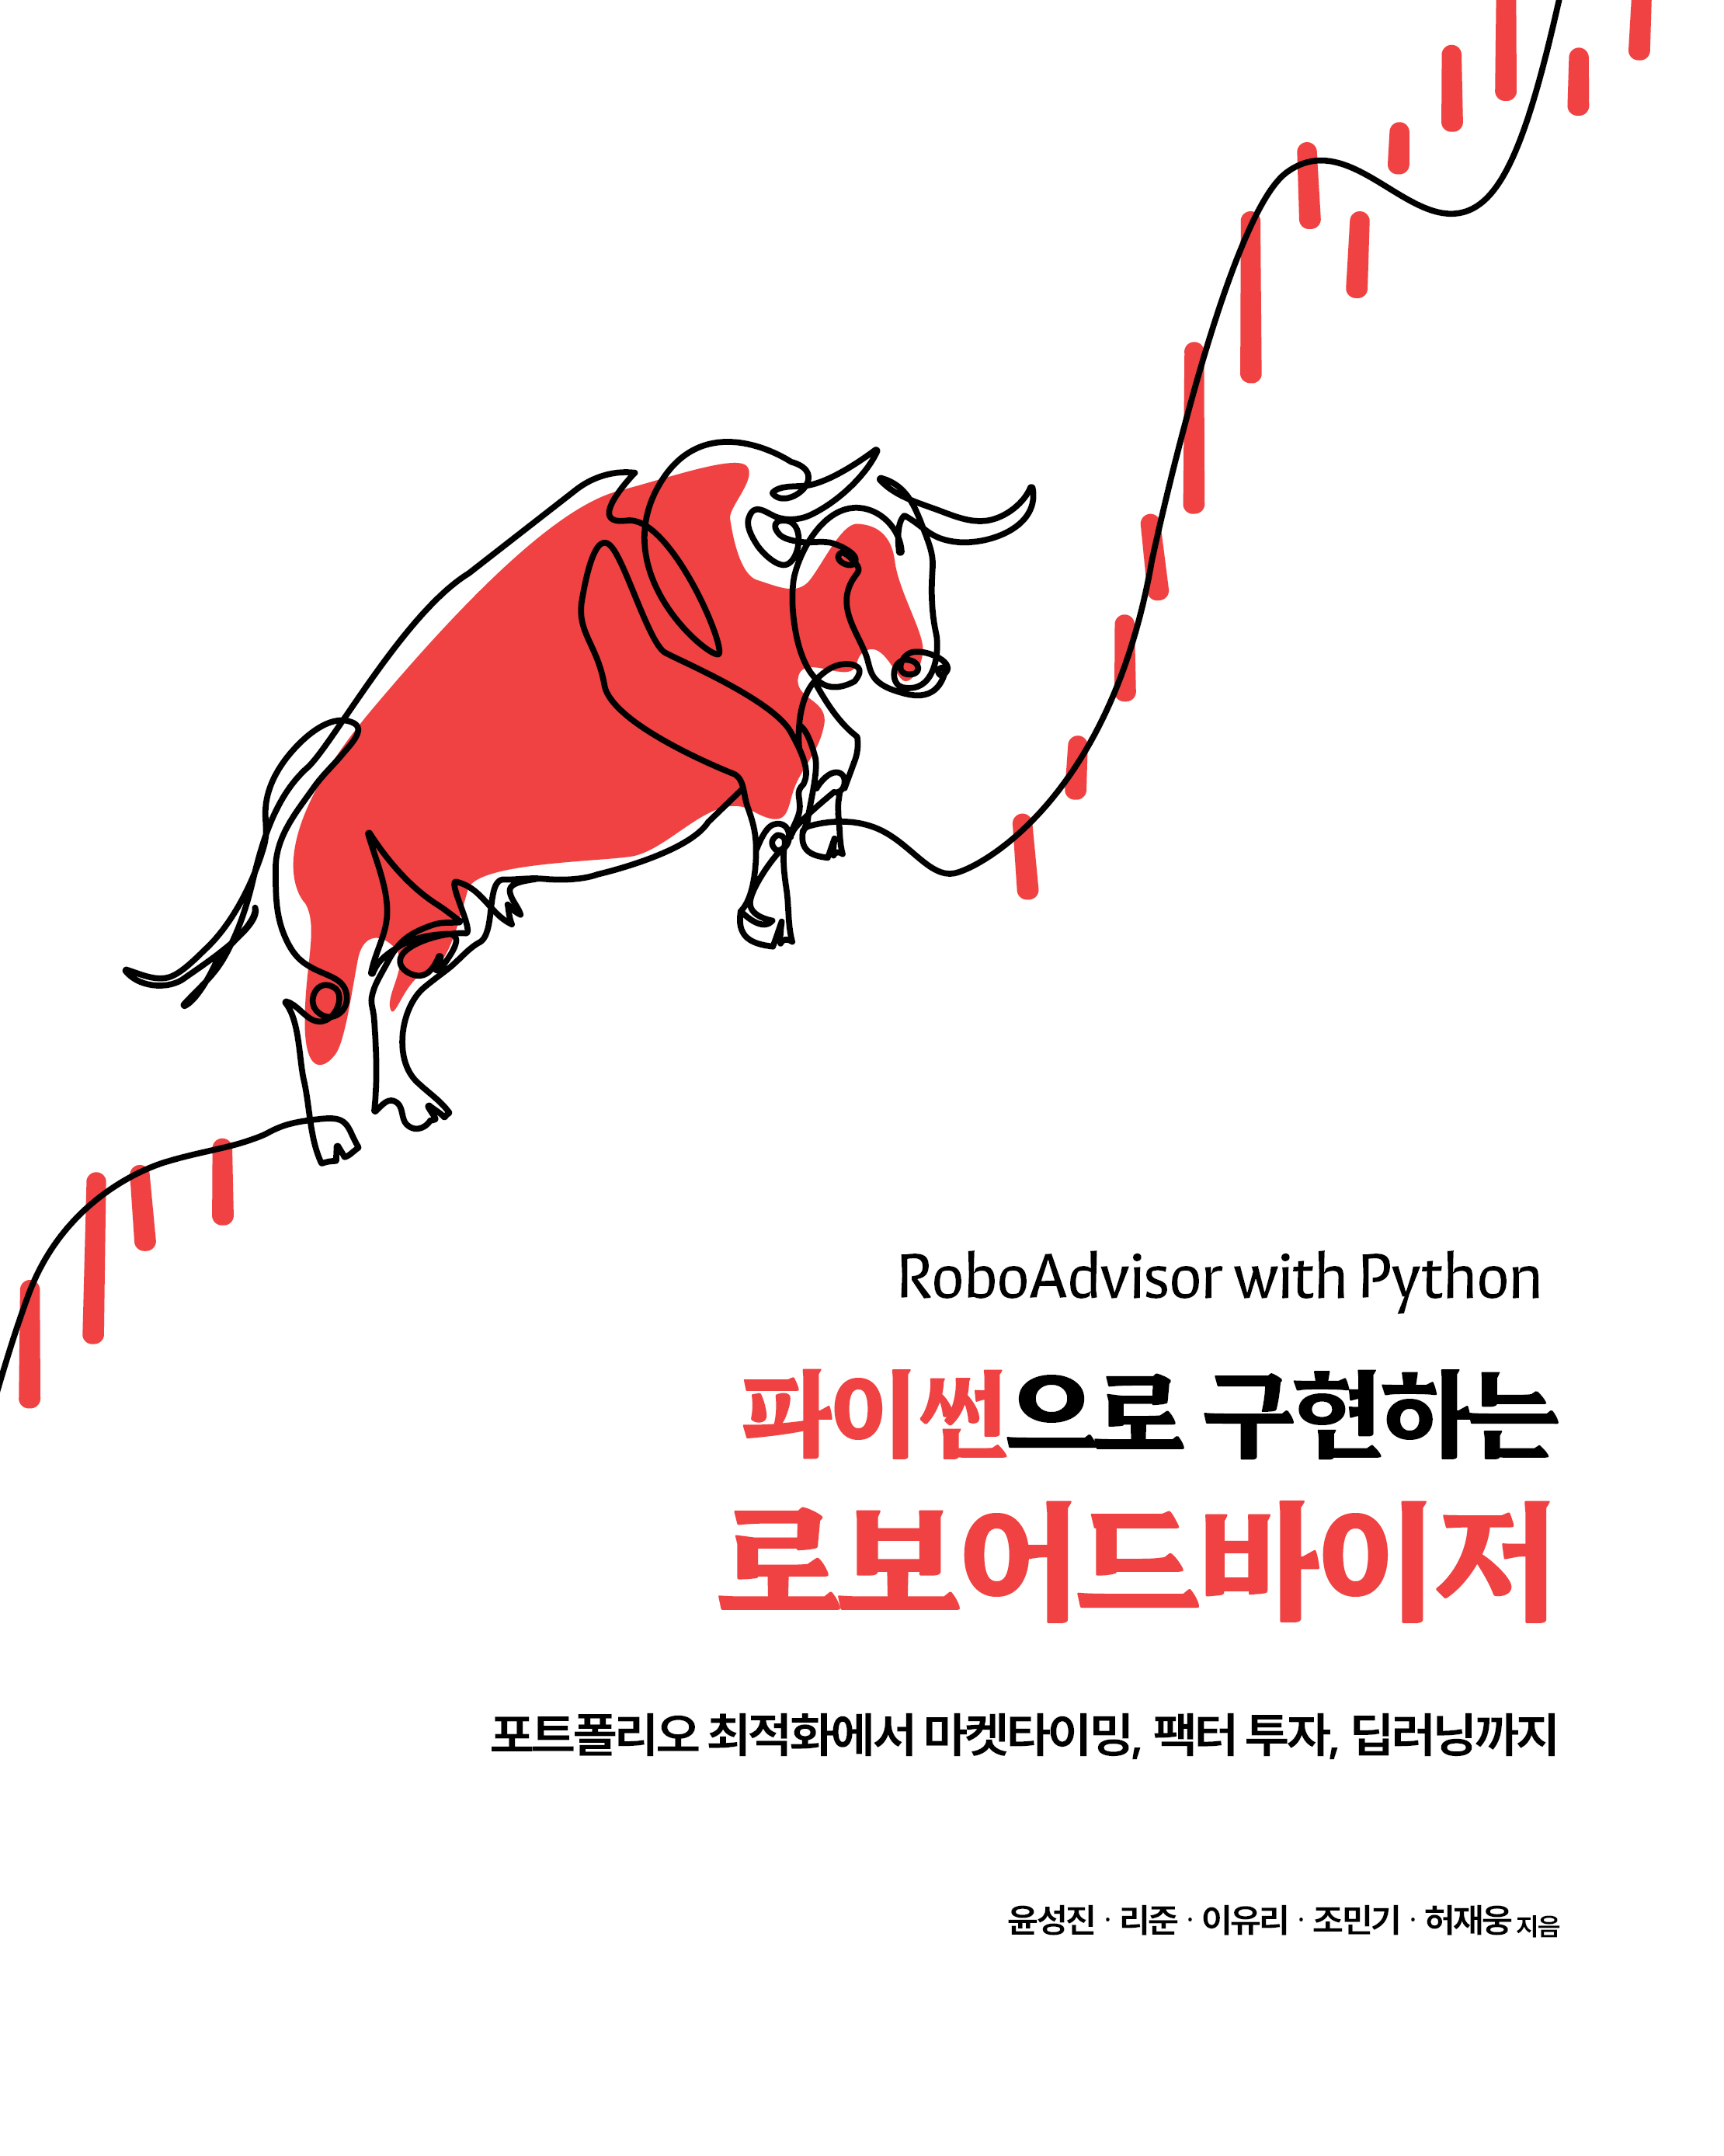 RoboAdvisor with Python
파이썬으로 구현하는
로보어드바이저
포트폴리오 최적화에서 마켓타이밍, 팩터 투자, 딥러닝까지
윤성진 · 리준 · 이유리 · 조민기 · 허재웅 지음